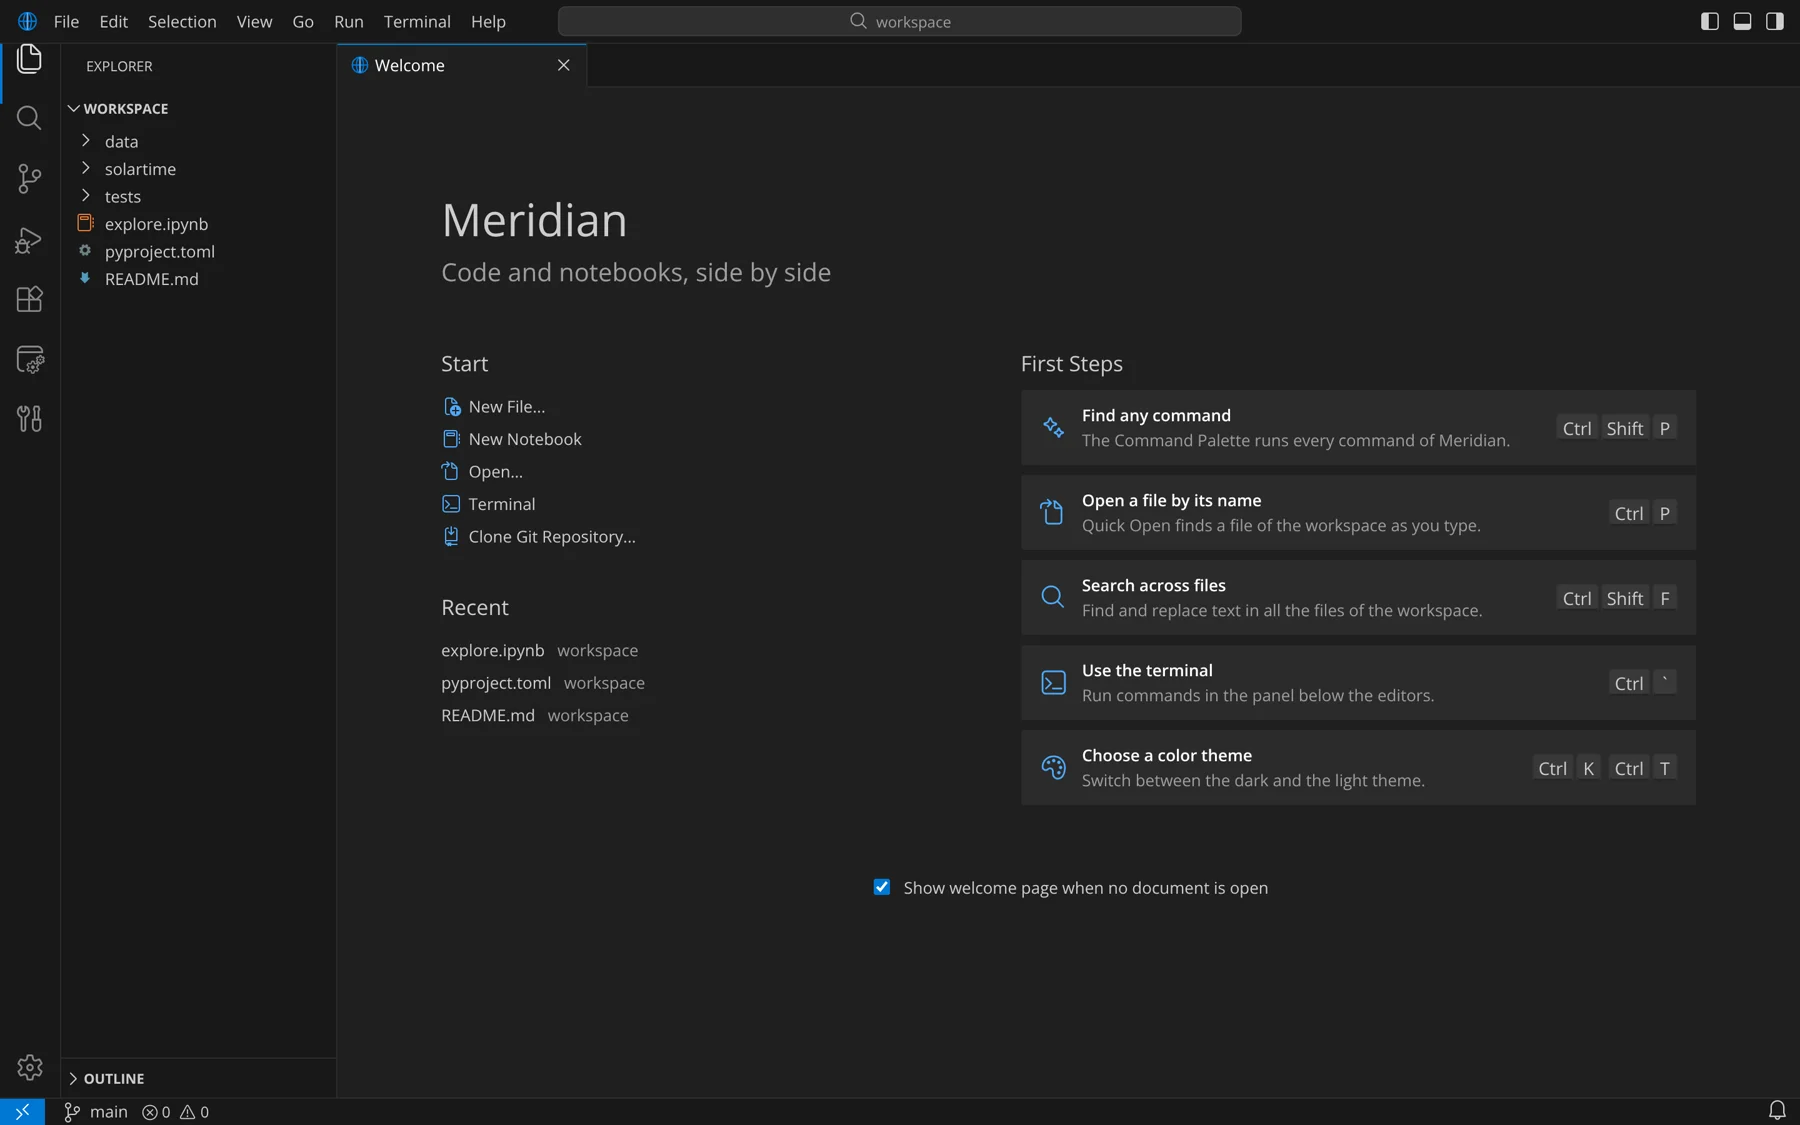 File Edit Selection View Go Run Terminal Help
workspace
EXPLORER
WORKSPACE
data
solartime
tests
explore.ipynb
pyproject.toml
README.md
OUTLINE
Welcome
Meridian
Code and notebooks, side by side
Start
New File...
New Notebook
Open...
Terminal
Clone Git Repository...
Recent
explore.ipynb workspace
pyproject.toml workspace
README.md workspace
First Steps
Find any command
The Command Palette runs every command of Meridian.
Ctrl Shift P
Open a file by its name
Quick Open finds a file of the workspace as you type.
Ctrl P
Search across files
Find and replace text in all the files of the workspace.
Ctrl Shift F
Use the terminal
Run commands in the panel below the editors.
Ctrl `
Choose a color theme
Switch between the dark and the light theme.
Ctrl K Ctrl T
Show welcome page when no document is open
main 0 0